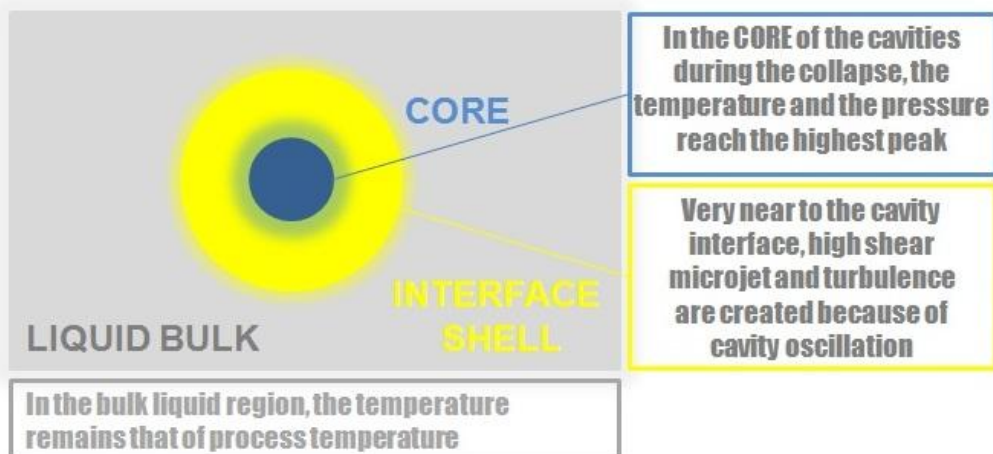 CORE
INTERFACE
SHELL
LIQUID BULK
In the CORE of the cavities
during the collapse, the
temperature and the pressure
reach the highest peak
Very near to the cavity
interface, high shear
microjet and turbulence
are created because of
cavity oscillation
In the bulk liquid region, the temperature
remains that of process temperature